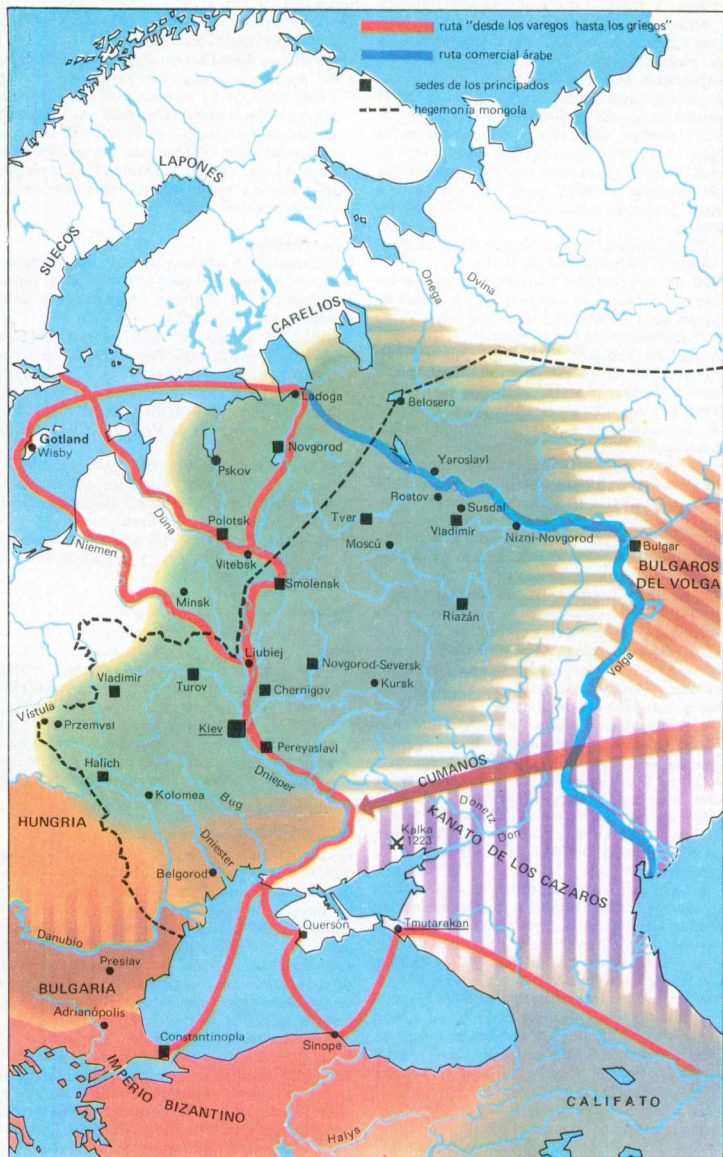 ruta "desde los varegos hasta los griegos"
ruta comercial árabe
sedes de los principados
hegemonía mongola
LAPONES
SUECOS
Onega
Dvina
CARELIOS
Ladoga
Belosero
Gotland
Wisby
Novgorod
Pskov
Yaroslavl
Rostov
Susdal
Duna
Polotsk
Tver
Vladimir
Moscú
Nizni-Novgorod
Bulgar
Niemen
Vitebsk
BULGAROS
DEL VOLGA
Smolensk
Minsk
Riazán
Liubiej
Novgorod-Seversk
Volga
Vladimir
Turov
Chernigov
Kursk
Vístula
Przemysl
Kiev
Pereyaslavl
Halich
Dnieper
CUMANOS
Kolomea
Bug
Donetz
Don
HUNGRIA
Kalka
1223
KANATO DE LOS CAZAROS
Dniester
Belgorod
Danubio
Quersón
Tmutarakan
Preslav
BULGARIA
Adrianópolis
Constantinopla
Sinope
IMPERIO BIZANTINO
CALIFATO
Halys